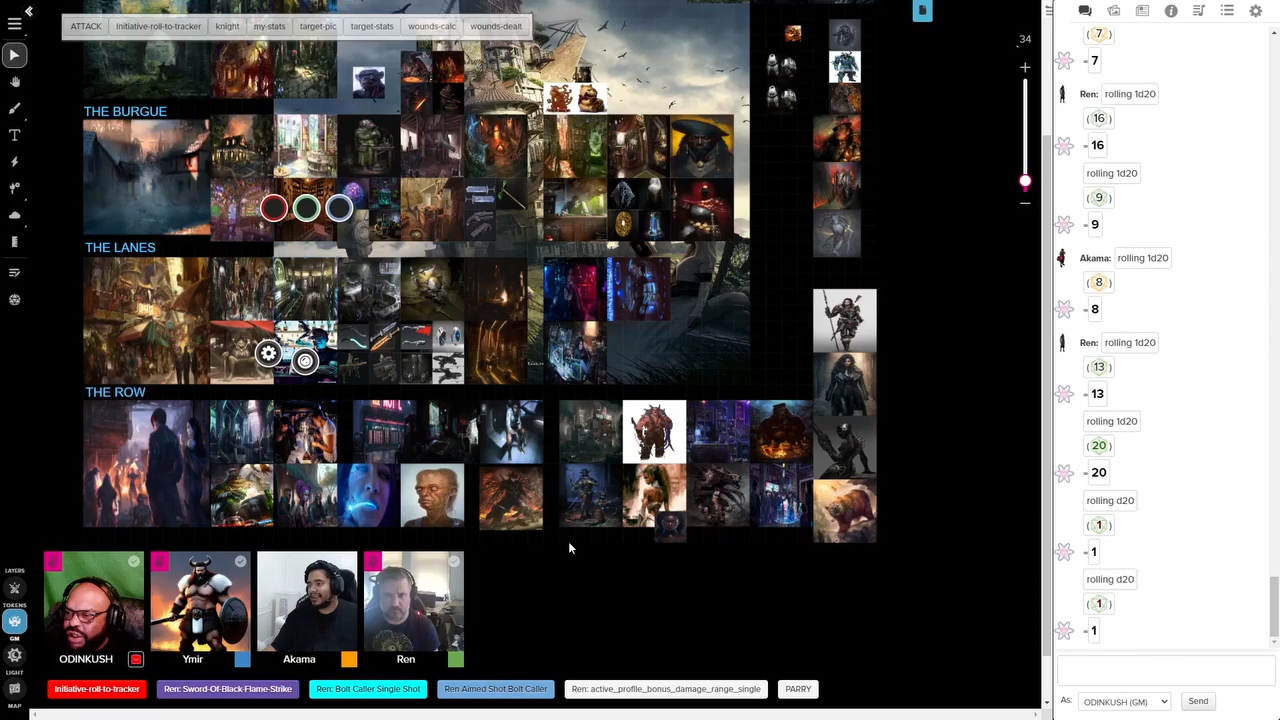 ATTACK initiative-roll-to-tracker knight my-stats target-pic target-stats wounds-calc wounds-dealt
34
THE BURGUE
THE LANES
THE ROW
LAYERS
TOKENS
GM
LIGHT
MAP
ODINKUSH
Ymir
Akama
Ren
Initiative-roll-to-tracker
Ren: Sword-Of-Black-Flame-Strike
Ren: Bolt Caller Single Shot
Ren Aimed Shot Bolt Caller
Ren: active_profile_bonus_damage_range_single
PARRY
(7)
=7
Ren: rolling 1d20
(16)
=16
rolling 1d20
(9)
=9
Akama: rolling 1d20
(8)
=8
Ren: rolling 1d20
(13)
=13
rolling 1d20
(20)
=20
rolling d20
(1)
=1
rolling d20
(1)
=1
As: ODINKUSH (GM) Send